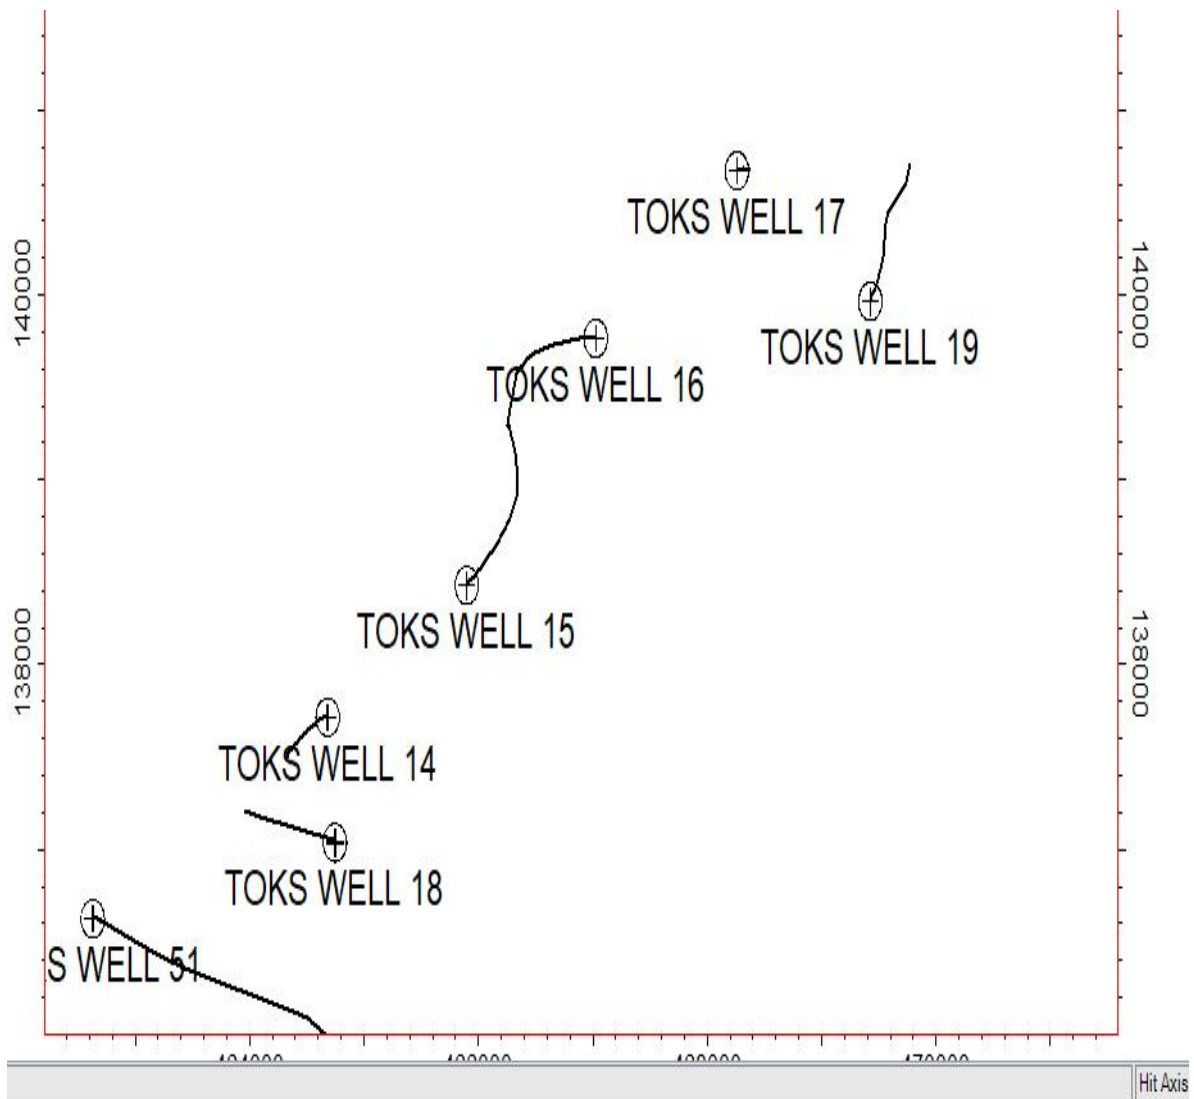 TOKS WELL 17
140000
140000
TOKS WELL 19
TOKS WELL 16
TOKS WELL 15
138000
138000
TOKS WELL 14
TOKS WELL 18
S WELL 51
Hit Axis